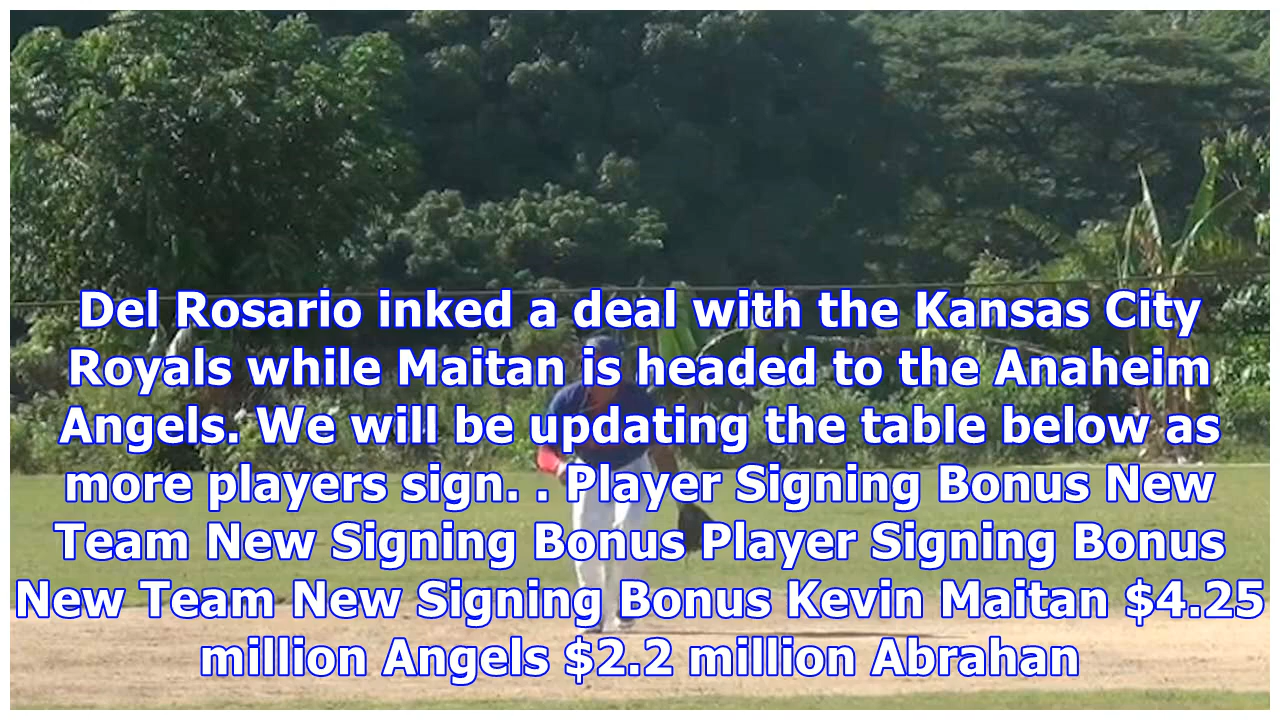 Del Rosario inked a deal with the Kansas City
Royals while Maitan is headed to the Anaheim
Angels. We will be updating the table below as
more players sign. . Player Signing Bonus New
Team New Signing Bonus Player Signing Bonus
New Team New Signing Bonus Kevin Maitan $4.25
million Angels $2.2 million Abrahan